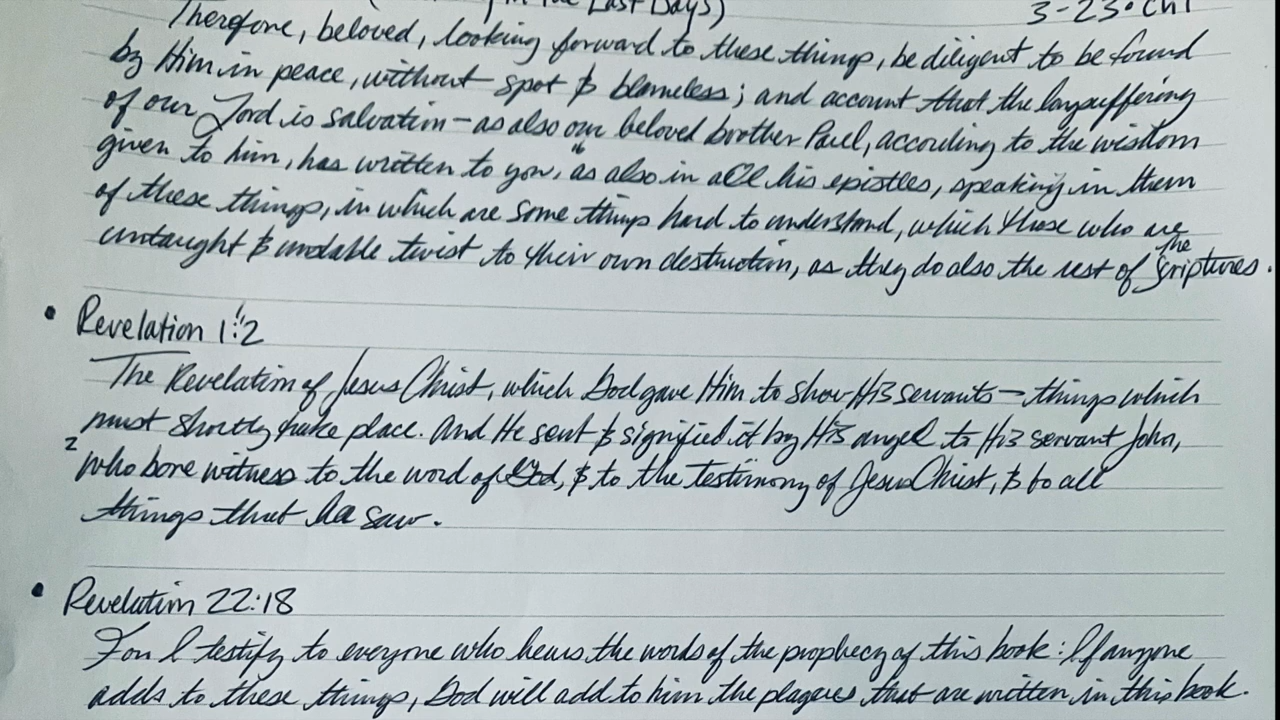 in the Last Days) 3-23.Ch1
Therefore, beloved, looking forward to these things, be diligent to be found
by Him in peace, without spot & blameless; and account that the longsuffering
of our Lord is salvation — as also our beloved brother Paul, according to the wisdom
given to him, has written to you, 16 as also in all his epistles, speaking in them
of these things, in which are some things hard to understand, which those who are
untaught & unstable twist to their own destruction, as they do also the rest of the Scriptures.
• Revelation 1:1-2
The Revelation of Jesus Christ, which God gave Him to show His servants — things which
must shortly take place. And He sent & signified it by His angel to His servant John,
2 who bore witness to the word of God, & to the testimony of Jesus Christ, & to all
things that he saw.
• Revelation 22:18
For I testify to everyone who hears the words of the prophecy of this book: If anyone
adds to these things, God will add to him the plagues that are written in this book.